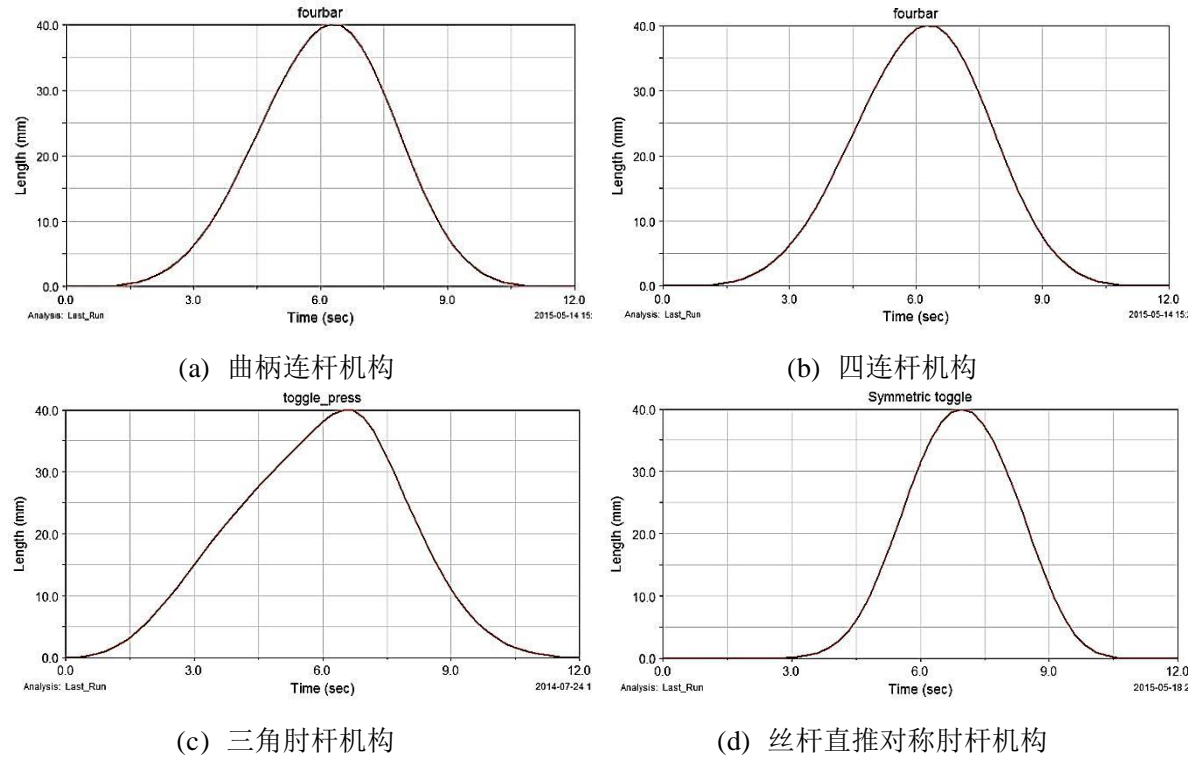 fourbar
40.0
30.0
20.0
10.0
0.0
Length (mm)
0.0 3.0 6.0 9.0 12.0
Analysis: Last_Run
Time (sec)
2015-05-14 15:
(a) 曲柄连杆机构
fourbar
40.0
30.0
20.0
10.0
0.0
Length (mm)
0.0 3.0 6.0 9.0 12.0
Analysis: Last_Run
Time (sec)
2015-05-14 15:2
(b) 四连杆机构
toggle_press
40.0
30.0
20.0
10.0
0.0
Length (mm)
0.0 3.0 6.0 9.0 12.0
Analysis: Last_Run
Time (sec)
2014-07-24 1
(c) 三角肘杆机构
Symmetric toggle
40.0
30.0
20.0
10.0
0.0
Length (mm)
0.0 3.0 6.0 9.0 12.0
Analysis: Last_Run
Time (sec)
2015-05-18 2
(d) 丝杆直推对称肘杆机构